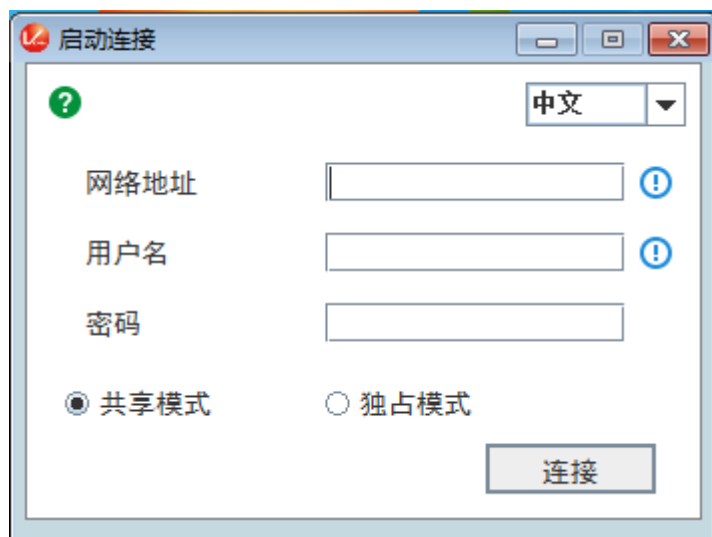 启动连接
中文
网络地址
用户名
密码
共享模式 独占模式
连接